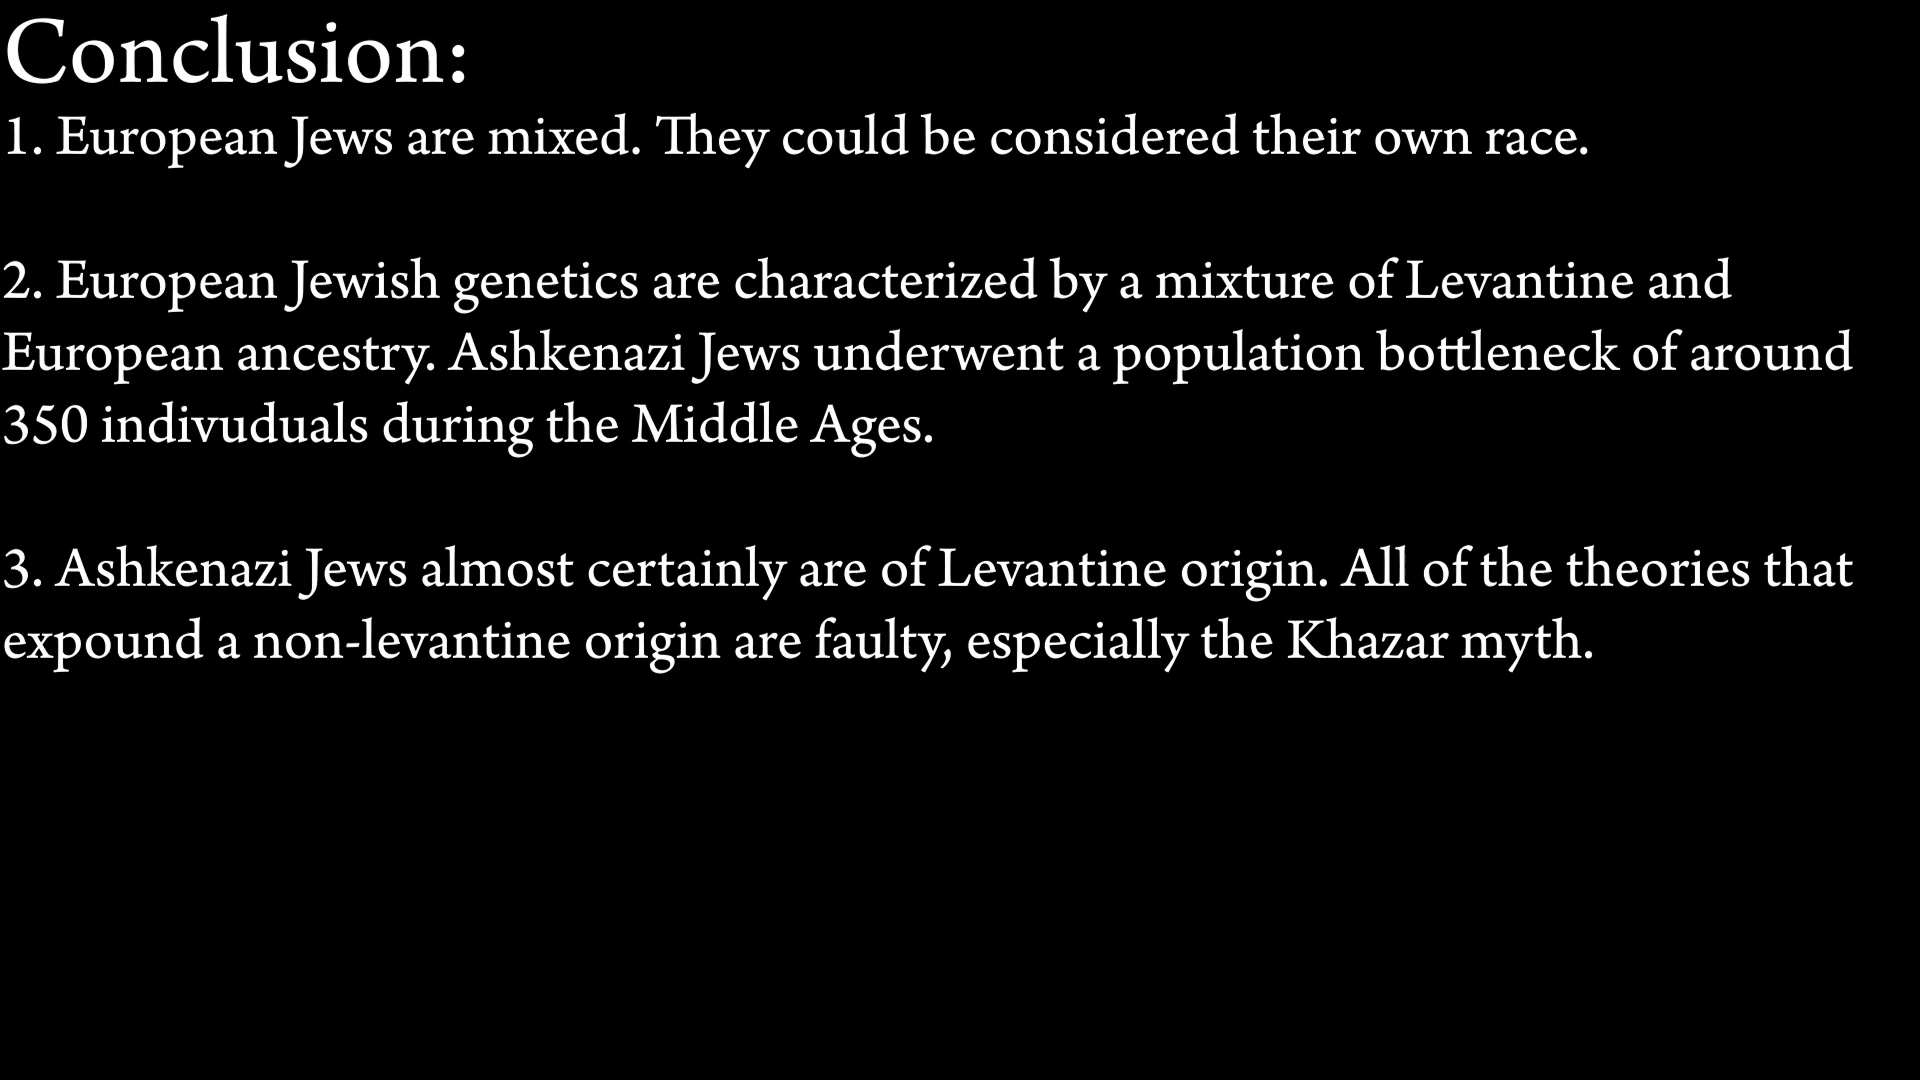 Conclusion:
1. European Jews are mixed. They could be considered their own race.
2. European Jewish genetics are characterized by a mixture of Levantine and
European ancestry. Ashkenazi Jews underwent a population bottleneck of around
350 indivuduals during the Middle Ages.
3. Ashkenazi Jews almost certainly are of Levantine origin. All of the theories that
expound a non-levantine origin are faulty, especially the Khazar myth.